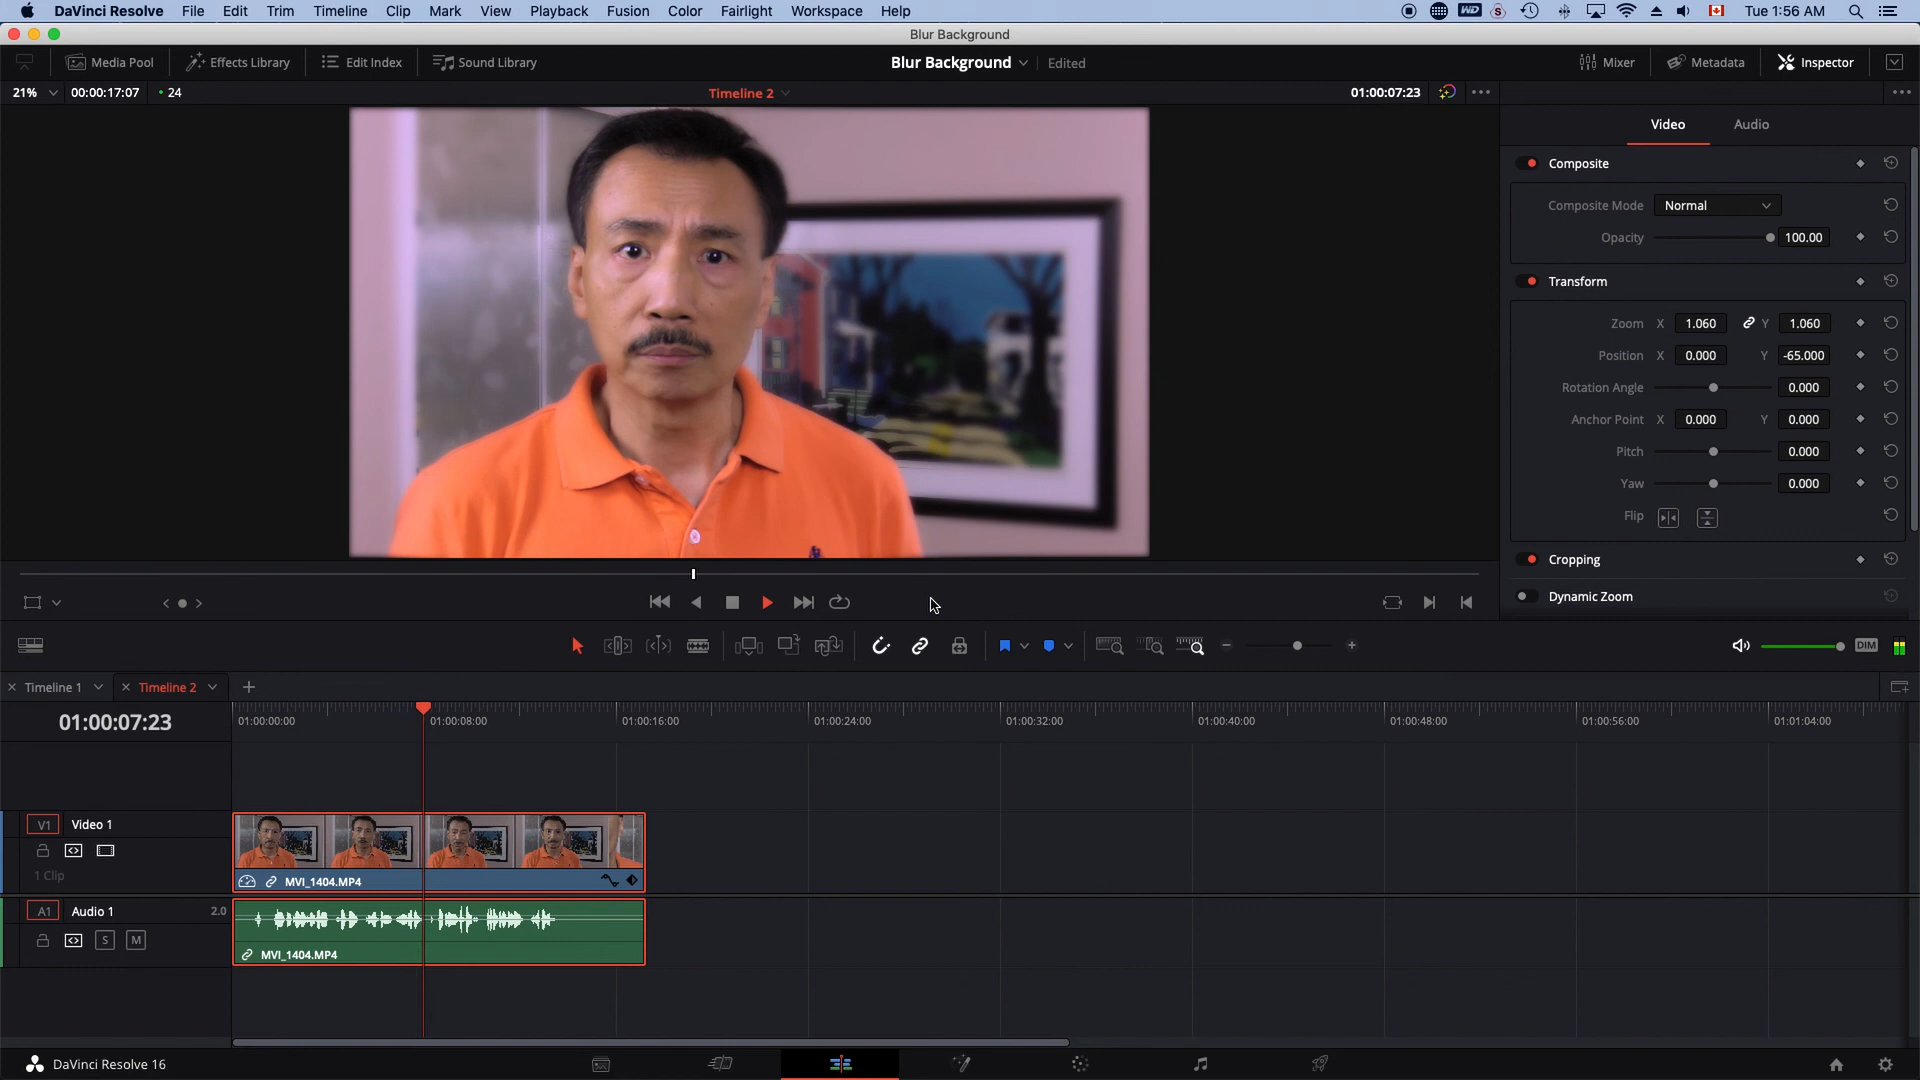 DaVinci Resolve File Edit Trim Timeline Clip Mark View Playback Fusion Color Fairlight Workspace Help WD S Tue 1:56 AM
Blur Background
Media Pool Effects Library Edit Index Sound Library Blur Background Edited Mixer Metadata Inspector
21% 00:00:17:07 24 Timeline 2 01:00:07:23
Video Audio
Composite
Composite Mode Normal
Opacity 100.00
Transform
Zoom X 1.060 Y 1.060
Position X 0.000 Y -65.000
Rotation Angle 0.000
Anchor Point X 0.000 Y 0.000
Pitch 0.000
Yaw 0.000
Flip
Cropping
Dynamic Zoom
DIM
Timeline 1 Timeline 2
01:00:07:23 01:00:00:00 01:00:08:00 01:00:16:00 01:00:24:00 01:00:32:00 01:00:40:00 01:00:48:00 01:00:56:00 01:01:04:00
V1 Video 1
1 Clip
MVI_1404.MP4
A1 Audio 1 2.0
S M
MVI_1404.MP4
DaVinci Resolve 16